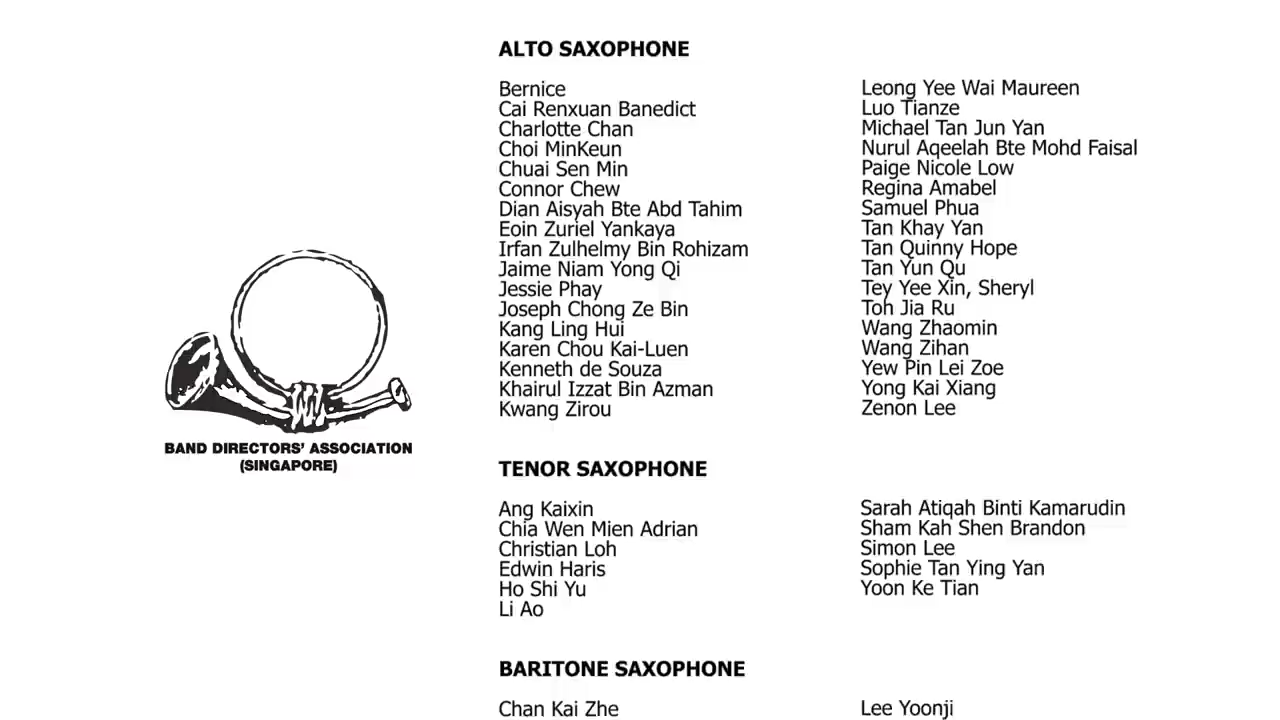 ALTO SAXOPHONE
Bernice
Cai Renxuan Banedict
Charlotte Chan
Choi MinKeun
Chuai Sen Min
Connor Chew
Dian Aisyah Bte Abd Tahim
Eoin Zuriel Yankaya
Irfan Zulhelmy Bin Rohizam
Jaime Niam Yong Qi
Jessie Phay
Joseph Chong Ze Bin
Kang Ling Hui
Karen Chou Kai-Luen
Kenneth de Souza
Khairul Izzat Bin Azman
Kwang Zirou
Leong Yee Wai Maureen
Luo Tianze
Michael Tan Jun Yan
Nurul Aqeelah Bte Mohd Faisal
Paige Nicole Low
Regina Amabel
Samuel Phua
Tan Khay Yan
Tan Quinny Hope
Tan Yun Qu
Tey Yee Xin, Sheryl
Toh Jia Ru
Wang Zhaomin
Wang Zihan
Yew Pin Lei Zoe
Yong Kai Xiang
Zenon Lee
BAND DIRECTORS' ASSOCIATION
(SINGAPORE)
TENOR SAXOPHONE
Ang Kaixin
Chia Wen Mien Adrian
Christian Loh
Edwin Haris
Ho Shi Yu
Li Ao
Sarah Atiqah Binti Kamarudin
Sham Kah Shen Brandon
Simon Lee
Sophie Tan Ying Yan
Yoon Ke Tian
BARITONE SAXOPHONE
Chan Kai Zhe
Lee Yoonji